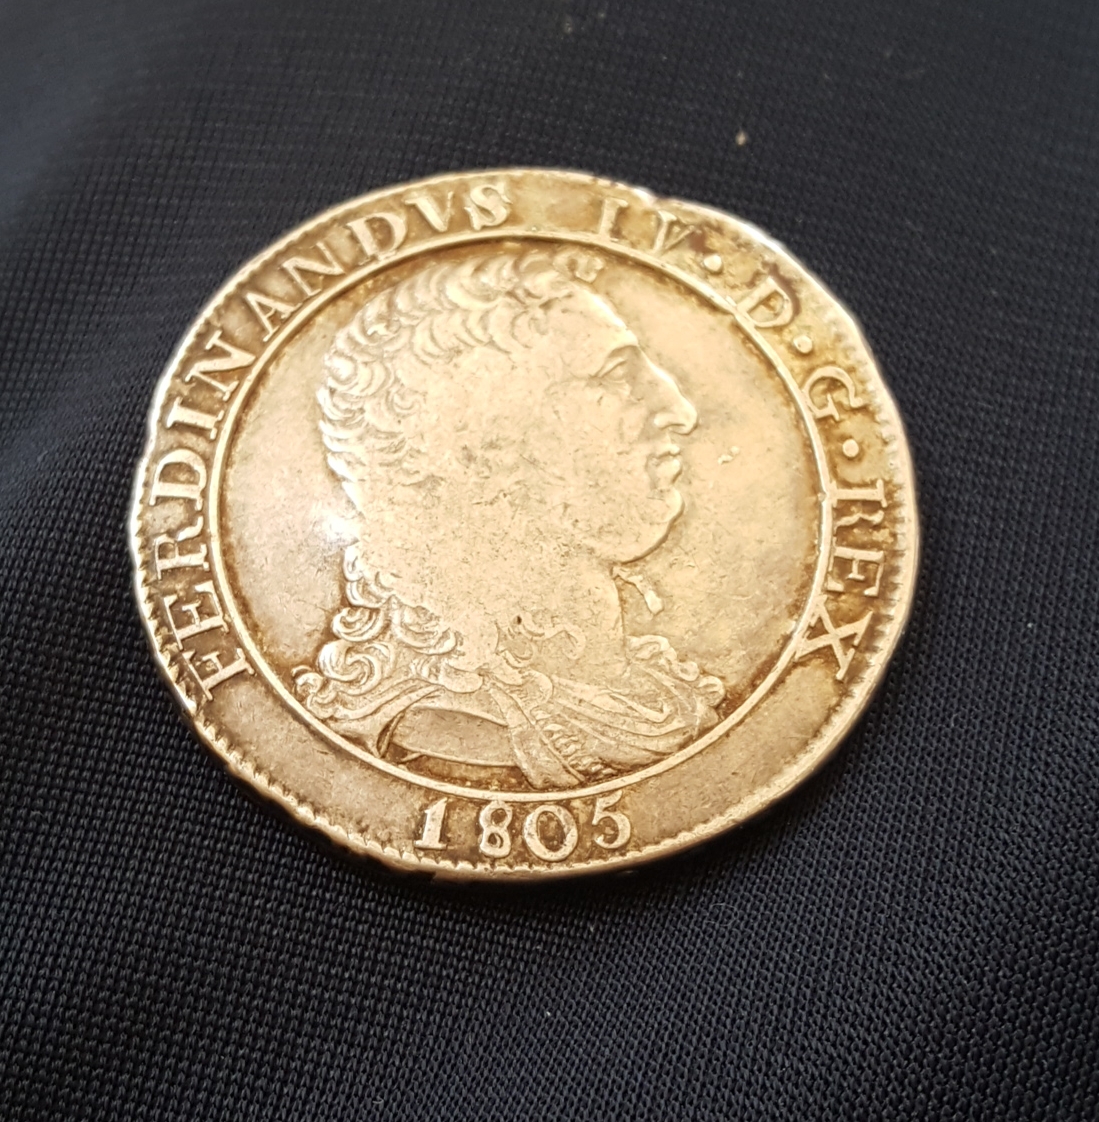 FERDINANDVS IV · D · G · REX
1805